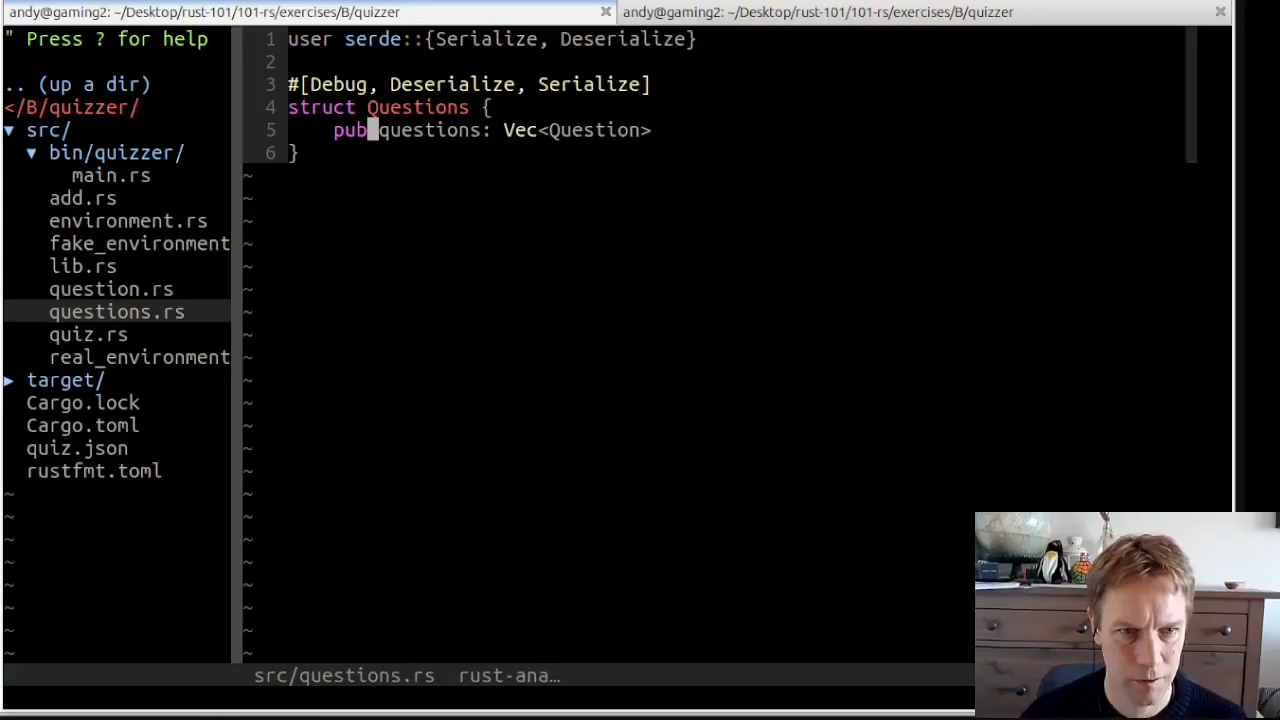 andy@gaming2: ~/Desktop/rust-101/101-rs/exercises/B/quizzer
andy@gaming2: ~/Desktop/rust-101/101-rs/exercises/B/quizzer
" Press ? for help
.. (up a dir)
</B/quizzer/
▼ src/
▼ bin/quizzer/
main.rs
add.rs
environment.rs
fake_environment
lib.rs
question.rs
questions.rs
quiz.rs
real_environment
▶ target/
Cargo.lock
Cargo.toml
quiz.json
rustfmt.toml
1 user serde::{Serialize, Deserialize}
2
3 #[Debug, Deserialize, Serialize]
4 struct Questions {
5 pub questions: Vec<Question>
6 }
src/questions.rs rust-ana…